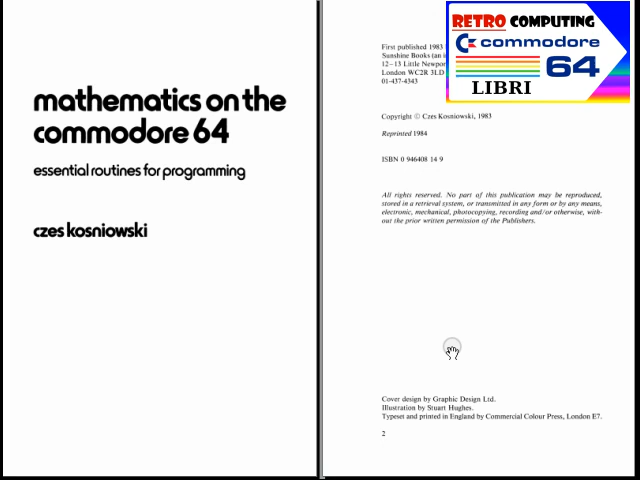 mathematics on the
commodore 64
essential routines for programming
czes kosniowski
First published 1983
Sunshine Books (an
12–13 Little Newpor
London WC2R 3LD
01-437-4343
RETRO COMPUTING
commodore
64
LIBRI
Copyright © Czes Kosniowski, 1983
Reprinted 1984
ISBN 0 946408 14 9
All rights reserved. No part of this publication may be reproduced,
stored in a retrieval system, or transmitted in any form or by any means,
electronic, mechanical, photocopying, recording and/or otherwise, with-
out the prior written permission of the Publishers.
Cover design by Graphic Design Ltd.
Illustration by Stuart Hughes.
Typeset and printed in England by Commercial Colour Press, London E7.
2